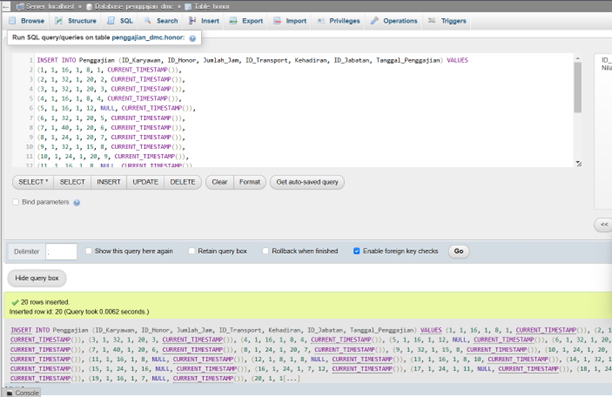 Server: localhost » Database: penggajian_dmc » Table: honor
Browse Structure SQL Search Insert Export Import Privileges Operations Triggers
Run SQL query/queries on table penggajian_dmc.honor:
1 INSERT INTO Penggajian (ID_Karyawan, ID_Honor, Jumlah_Jam, ID_Transport, Kehadiran, ID_Jabatan, Tanggal_Penggajian) VALUES
2 (1, 1, 16, 1, 8, 1, CURRENT_TIMESTAMP()),
3 (2, 1, 32, 1, 20, 2, CURRENT_TIMESTAMP()),
4 (3, 1, 32, 1, 20, 3, CURRENT_TIMESTAMP()),
5 (4, 1, 16, 1, 8, 4, CURRENT_TIMESTAMP()),
6 (5, 1, 16, 1, 12, NULL, CURRENT_TIMESTAMP()),
7 (6, 1, 32, 1, 20, 5, CURRENT_TIMESTAMP()),
8 (7, 1, 40, 1, 20, 6, CURRENT_TIMESTAMP()),
9 (8, 1, 24, 1, 20, 7, CURRENT_TIMESTAMP()),
10 (9, 1, 32, 1, 15, 8, CURRENT_TIMESTAMP()),
11 (10, 1, 24, 1, 20, 9, CURRENT_TIMESTAMP()),
12 (11, 1, 16, 1, 8, NULL, CURRENT_TIMESTAMP()),
ID_
Nila
SELECT * SELECT INSERT UPDATE DELETE Clear Format Get auto-saved query
Bind parameters
<<
Delimiter ; Show this query here again Retain query box Rollback when finished Enable foreign key checks Go
Hide query box
20 rows inserted.
Inserted row id: 20 (Query took 0.0062 seconds.)
INSERT INTO Penggajian (ID_Karyawan, ID_Honor, Jumlah_Jam, ID_Transport, Kehadiran, ID_Jabatan, Tanggal_Penggajian) VALUES (1, 1, 16, 1, 8, 1, CURRENT_TIMESTAMP()), (2, 1
CURRENT_TIMESTAMP()), (3, 1, 32, 1, 20, 3, CURRENT_TIMESTAMP()), (4, 1, 16, 1, 8, 4, CURRENT_TIMESTAMP()), (5, 1, 16, 1, 12, NULL, CURRENT_TIMESTAMP()), (6, 1, 32, 1, 20,
CURRENT_TIMESTAMP()), (7, 1, 40, 1, 20, 6, CURRENT_TIMESTAMP()), (8, 1, 24, 1, 20, 7, CURRENT_TIMESTAMP()), (9, 1, 32, 1, 15, 8, CURRENT_TIMESTAMP()), (10, 1, 24, 1, 20,
CURRENT_TIMESTAMP()), (11, 1, 16, 1, 8, NULL, CURRENT_TIMESTAMP()), (12, 1, 8, 1, 8, NULL, CURRENT_TIMESTAMP()), (13, 1, 16, 1, 8, 10, CURRENT_TIMESTAMP()), (14, 1, 32, 1
CURRENT_TIMESTAMP()), (15, 1, 24, 1, 16, NULL, CURRENT_TIMESTAMP()), (16, 1, 24, 1, 7, 12, CURRENT_TIMESTAMP()), (17, 1, 24, 1, 11, NULL, CURRENT_TIMESTAMP()), (18, 1, 24
CURRENT_TIMESTAMP()), (19, 1, 16, 1, 7, NULL, CURRENT_TIMESTAMP()), (20, 1, 1[...]
Console